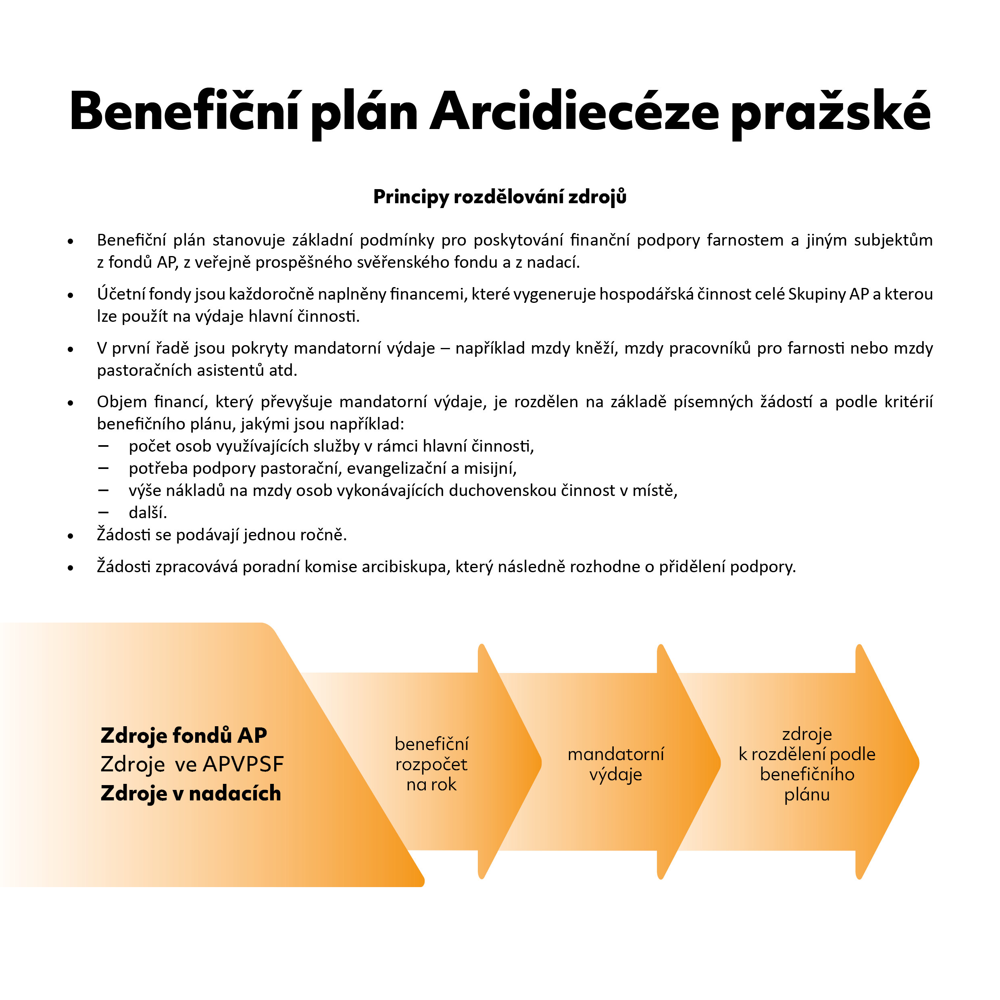 Benefiční plán Arcidiecéze pražské
Principy rozdělování zdrojů
• Benefiční plán stanovuje základní podmínky pro poskytování finanční podpory farnostem a jiným subjektům
z fondů AP, z veřejně prospěšného svěřenského fondu a z nadací.
• Účetní fondy jsou každoročně naplněny financemi, které vygeneruje hospodářská činnost celé Skupiny AP a kterou
lze použít na výdaje hlavní činnosti.
• V první řadě jsou pokryty mandatorní výdaje – například mzdy kněží, mzdy pracovníků pro farnosti nebo mzdy
pastoračních asistentů atd.
• Objem financí, který převyšuje mandatorní výdaje, je rozdělen na základě písemných žádostí a podle kritérií
benefičního plánu, jakými jsou například:
– počet osob využívajících služby v rámci hlavní činnosti,
– potřeba podpory pastorační, evangelizační a misijní,
– výše nákladů na mzdy osob vykonávajících duchovenskou činnost v místě,
– další.
• Žádosti se podávají jednou ročně.
• Žádosti zpracovává poradní komise arcibiskupa, který následně rozhodne o přidělení podpory.
Zdroje fondů AP
Zdroje ve APVPSF
Zdroje v nadacích
benefiční
rozpočet
na rok
mandatorní
výdaje
zdroje
k rozdělení podle
benefičního
plánu